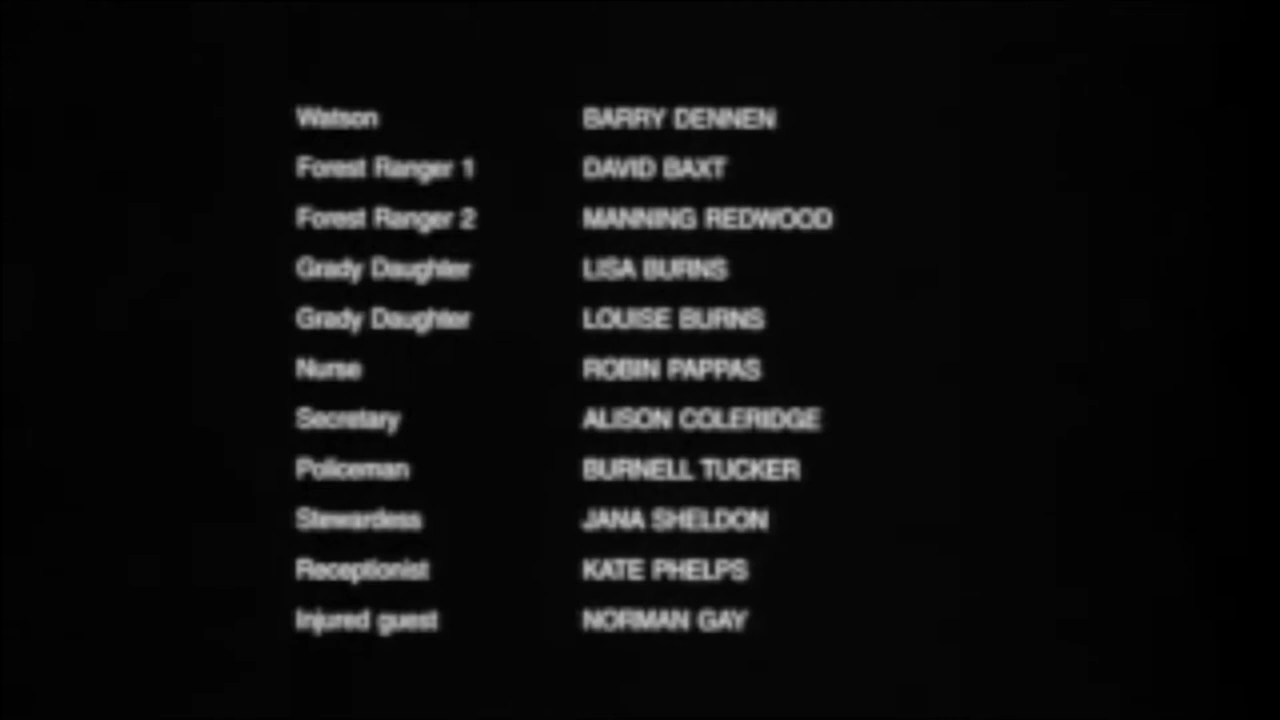 Watson BARRY DENNEN
Forest Ranger 1 DAVID BAXT
Forest Ranger 2 MANNING REDWOOD
Grady Daughter LISA BURNS
Grady Daughter LOUISE BURNS
Nurse ROBIN PAPPAS
Secretary ALISON COLERIDGE
Policeman BURNELL TUCKER
Stewardess JANA SHELDON
Receptionist KATE PHELPS
Injured guest NORMAN GAY